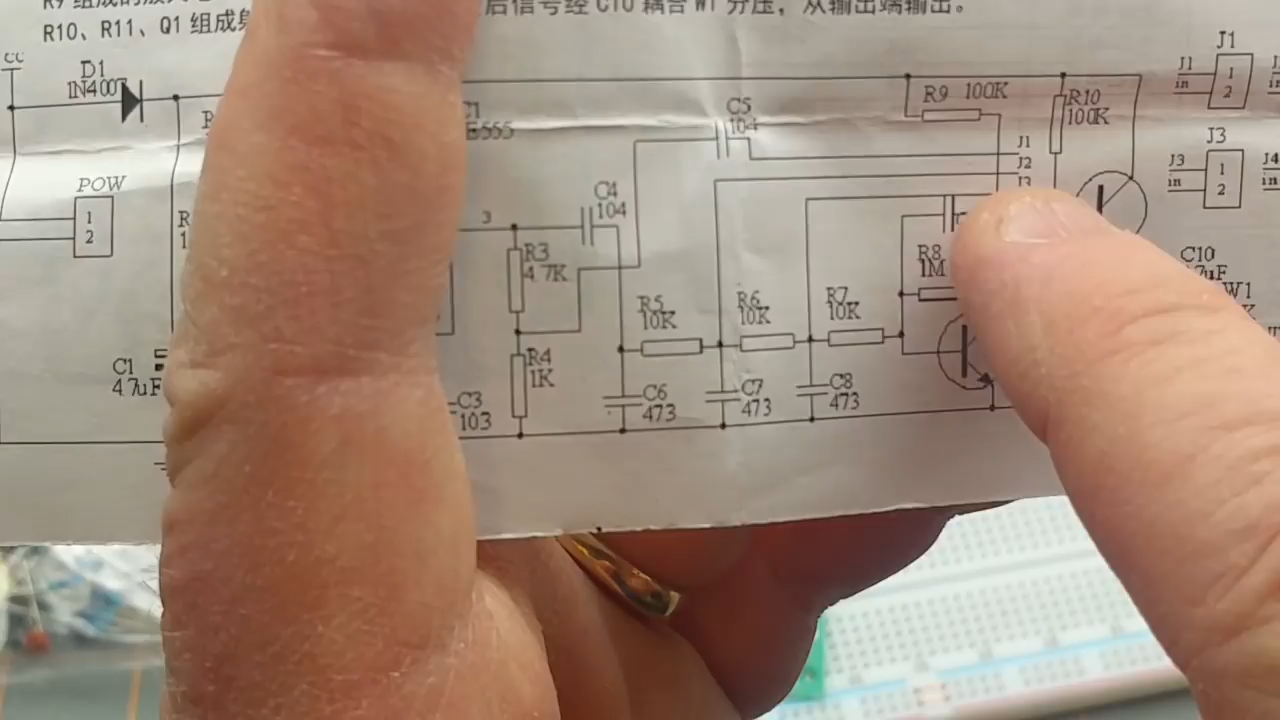 R9 组成的放大
后信号经 C10 耦合 W1 分压，从输出端输出。
R10、R11、Q1 组成
CC
D1
1N4007
POW
1
2
C1
47uF
3
C3
103
R3
4.7K
R4
1K
C4
104
C5
104
R5
10K
R6
10K
R7
10K
C6
473
C7
473
C8
473
R8
1M
R9 100K
R10
100K
J1
J2
J1
J1
in
1
2
J3
J3
in
1
2
J4
in
C10
W1